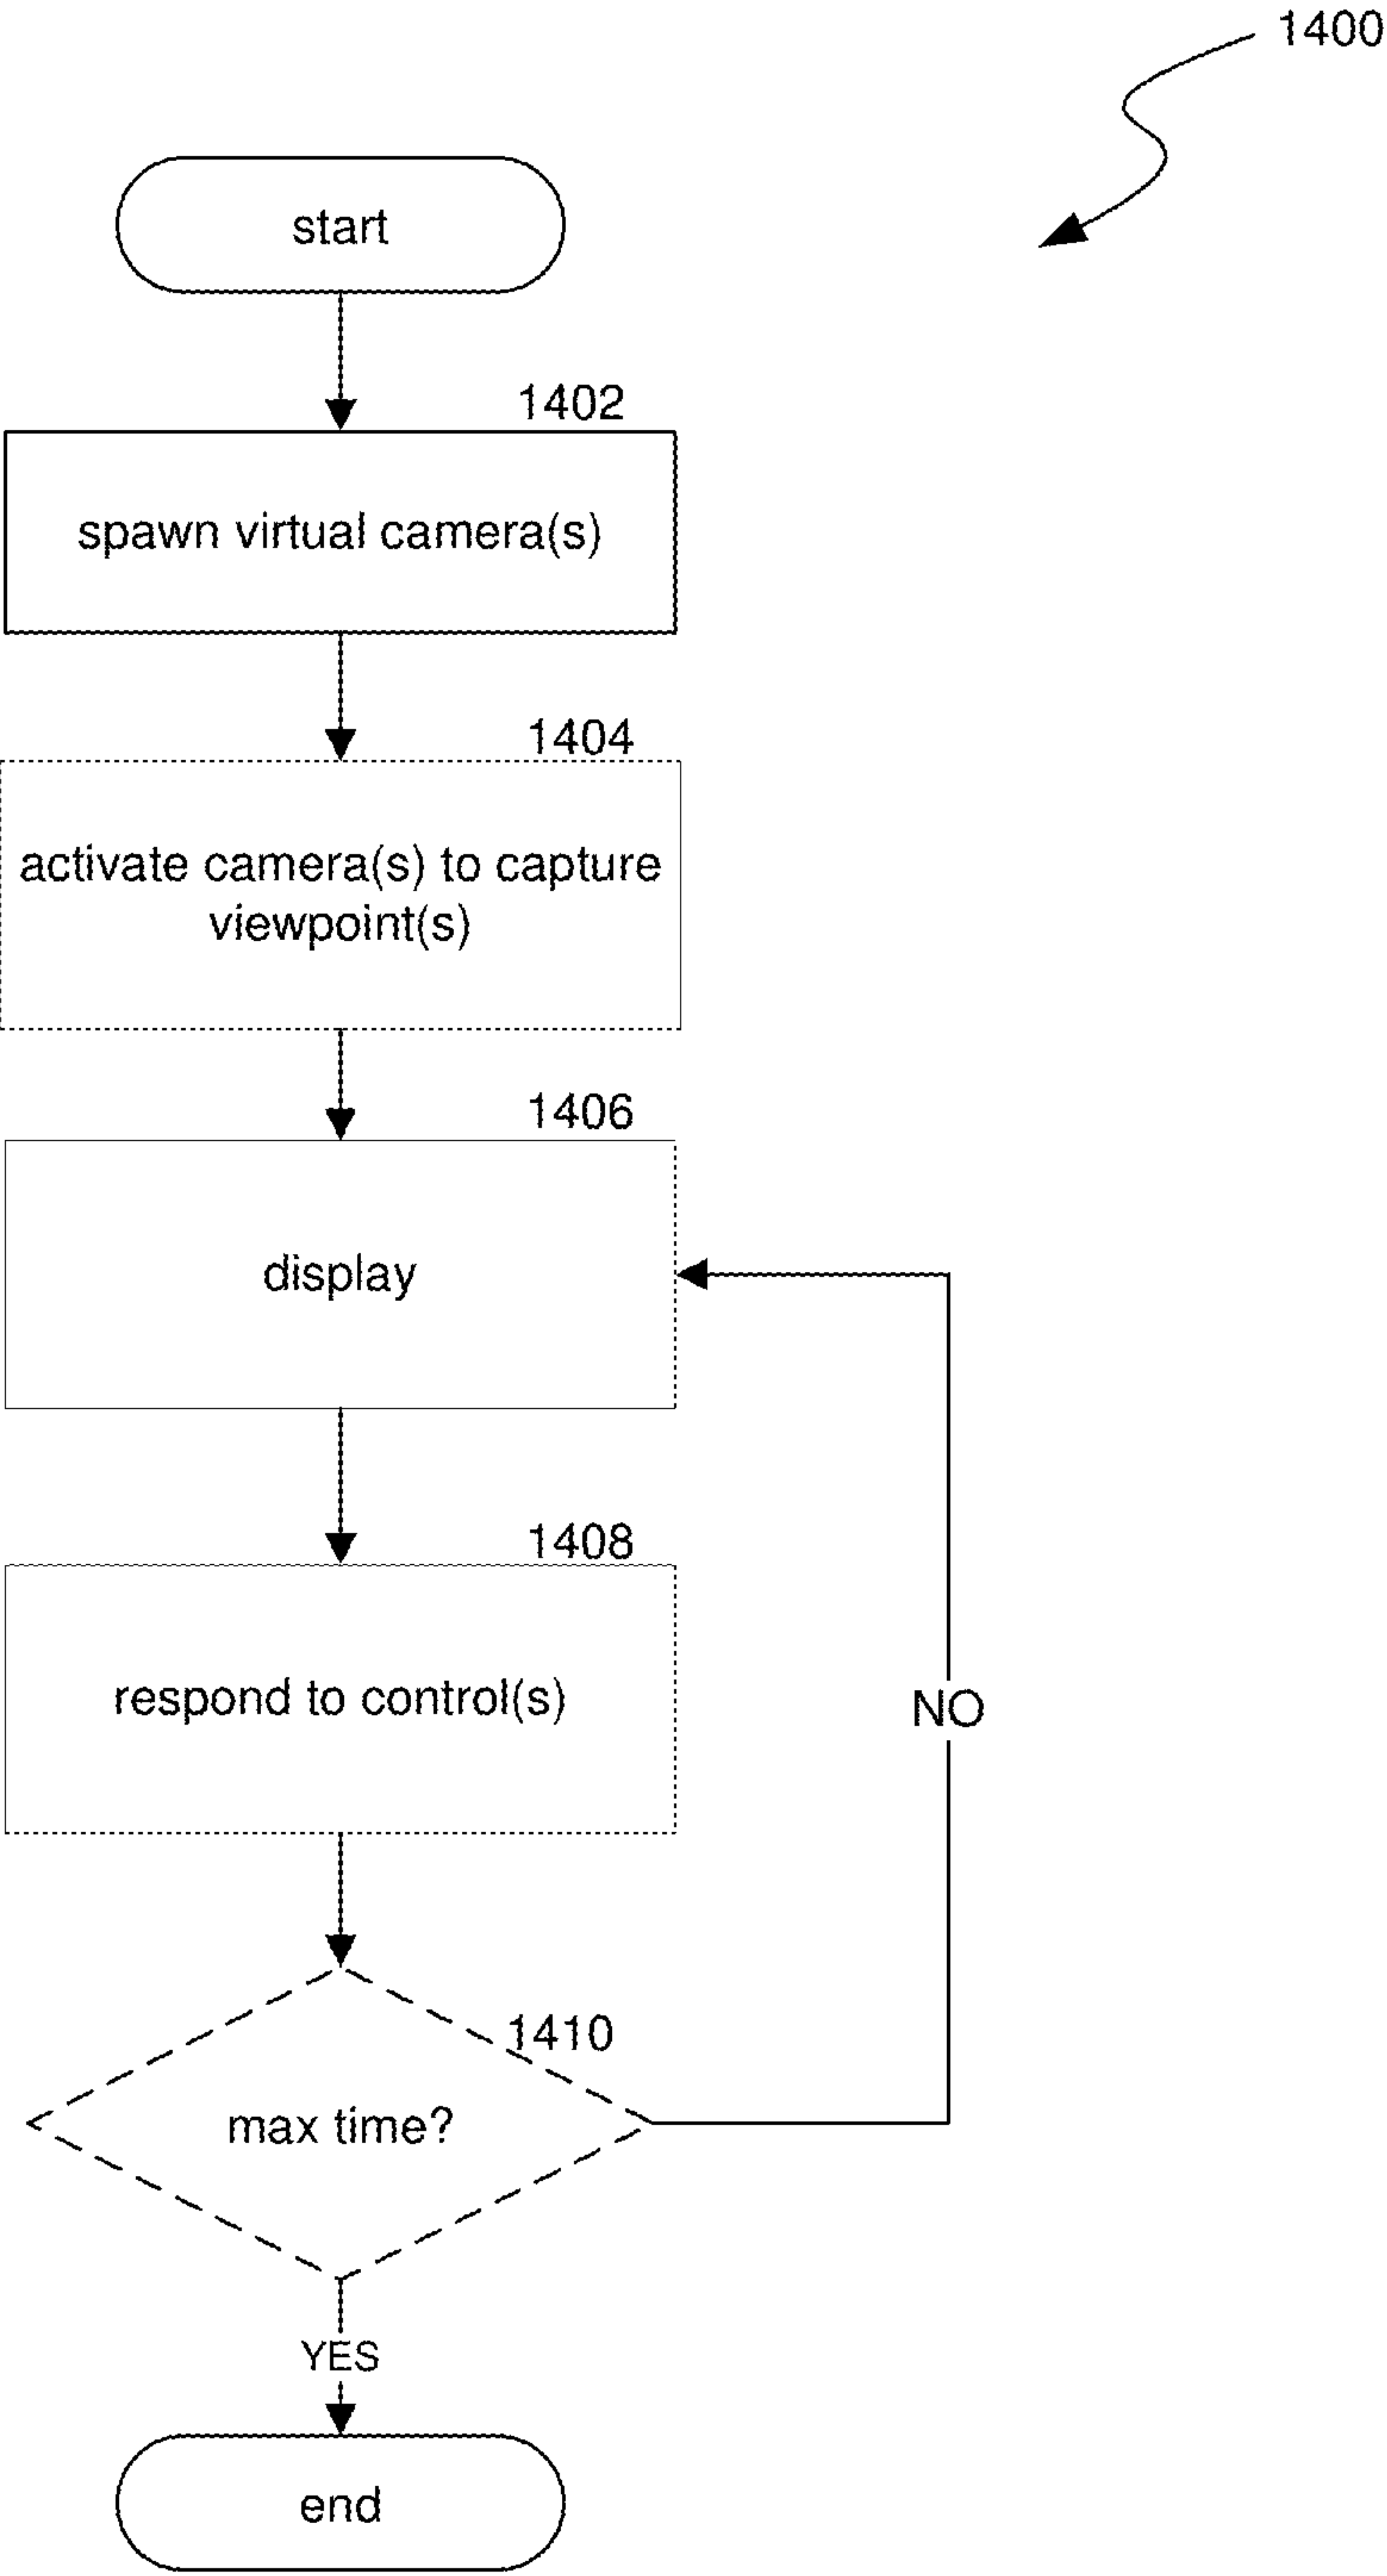 1400
start
1402
spawn virtual camera(s)
1404
activate camera(s) to capture
viewpoint(s)
1406
display
1408
respond to control(s)
NO
1410
max time?
YES
end